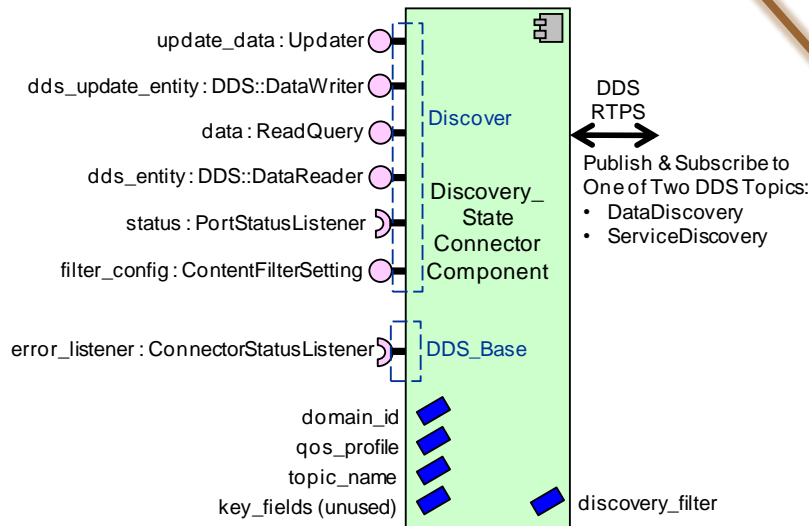 update_data : Updater
dds_update_entity : DDS::DataWriter
data : ReadQuery
dds_entity : DDS::DataReader
status : PortStatusListener
filter_config : ContentFilterSetting
error_listener : ConnectorStatusListener
domain_id
qos_profile
topic_name
key_fields (unused)
Discover
Discovery_
State
Connector
Component
DDS_Base
DDS
RTPS
Publish & Subscribe to
One of Two DDS Topics:
• DataDiscovery
• ServiceDiscovery
discovery_filter